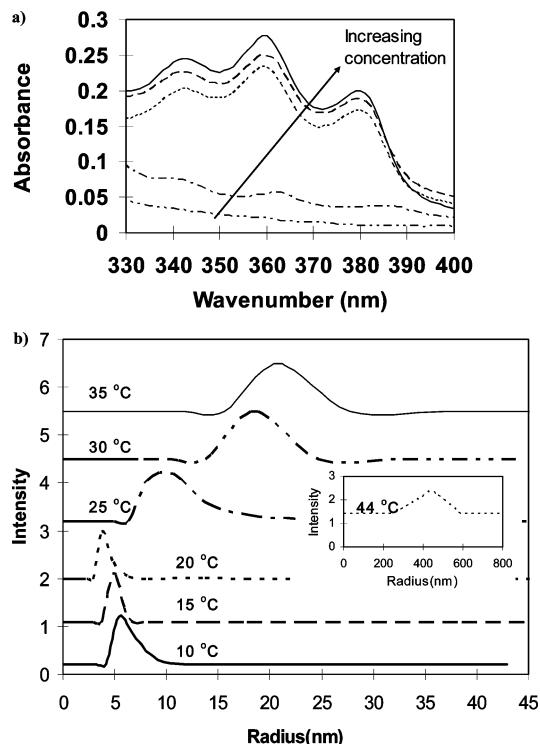 a)
Increasing
concentration
Absorbance
0.3
0.25
0.2
0.15
0.1
0.05
0
330 340 350 360 370 380 390 400
Wavenumber (nm)
b)
Intensity
7
6
5
4
3
2
1
0
35 °C
30 °C
25 °C
20 °C
15 °C
10 °C
Intensity
3
2
1
0
44 °C
0 200 400 600 800
Radius(nm)
0 5 10 15 20 25 30 35 40 45
Radius(nm)